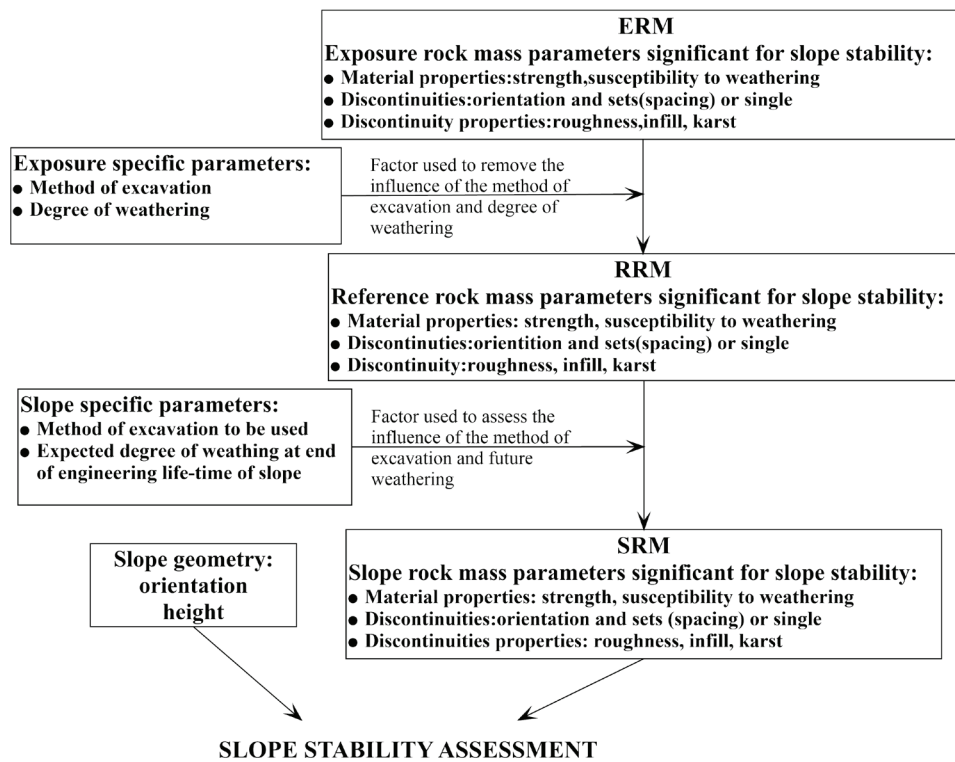 ERM
Exposure rock mass parameters significant for slope stability:
● Material properties:strength,susceptibility to weathering
● Discontinuities:orientation and sets(spacing) or single
● Discontinuity properties:roughness,infill, karst
Exposure specific parameters:
● Method of excavation
● Degree of weathering
Factor used to remove the
influence of the method of
excavation and degree of
weathering
RRM
Reference rock mass parameters significant for slope stability:
● Material properties: strength, susceptibility to weathering
● Discontinuties:orientition and sets(spacing) or single
● Discontinuity:roughness, infill, karst
Slope specific parameters:
● Method of excavation to be used
● Expected degree of weathing at end
of engineering life-time of slope
Factor used to assess the
influence of the method of
excavation and future
weathering
SRM
Slope rock mass parameters significant for slope stability:
● Material properties: strength, susceptibility to weathering
● Discontinuities:orientation and sets (spacing) or single
● Discontinuities properties: roughness, infill, karst
Slope geometry:
orientation
height
SLOPE STABILITY ASSESSMENT